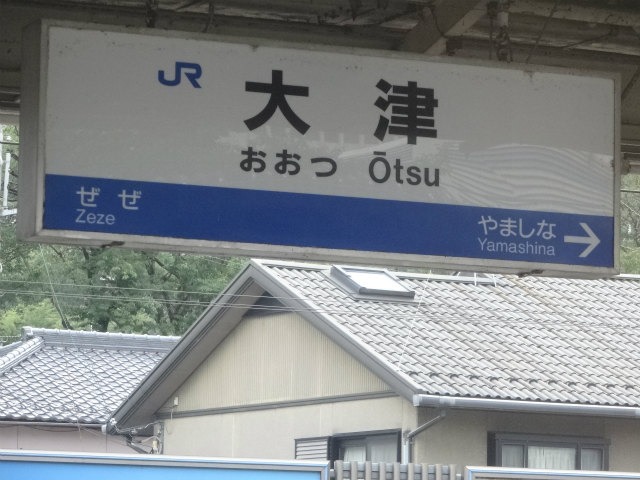 JR 大津
おおつ Ōtsu
ぜぜ やましな →
Zeze Yamashina